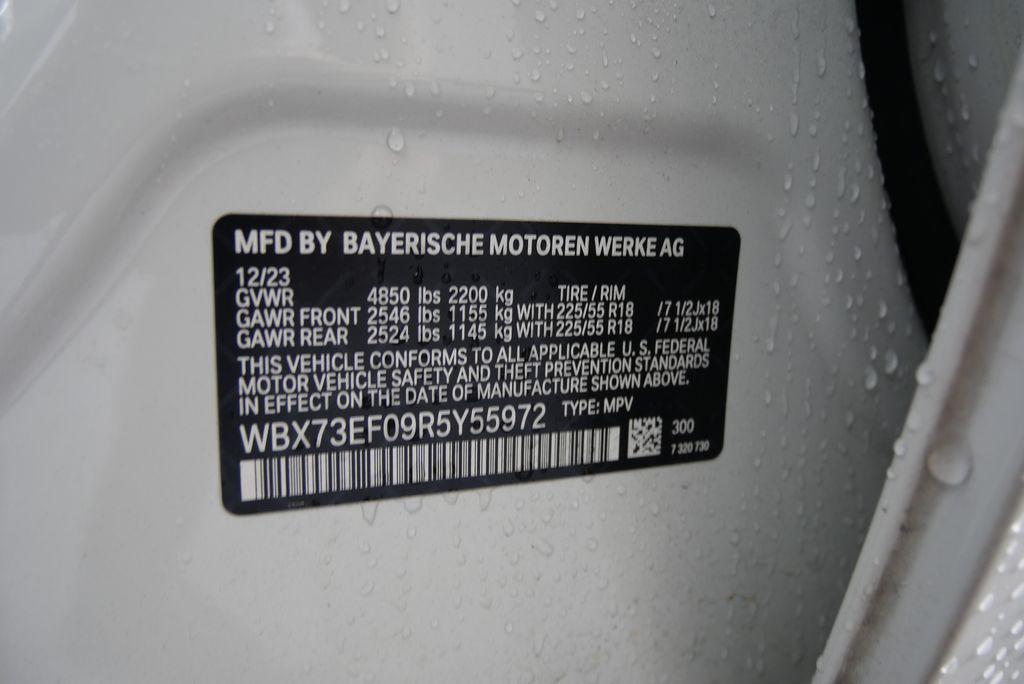 MFD BY BAYERISCHE MOTOREN WERKE AG
12/23
GVWR 4850 lbs 2200 kg TIRE / RIM
GAWR FRONT 2546 lbs 1155 kg WITH 225/55 R18 /7 1/2Jx18
GAWR REAR 2524 lbs 1145 kg WITH 225/55 R18 /7 1/2Jx18
THIS VEHICLE CONFORMS TO ALL APPLICABLE U. S. FEDERAL
MOTOR VEHICLE SAFETY AND THEFT PREVENTION STANDARDS
IN EFFECT ON THE DATE OF MANUFACTURE SHOWN ABOVE.
WBX73EF09R5Y55972 TYPE: MPV
300
7 320 730